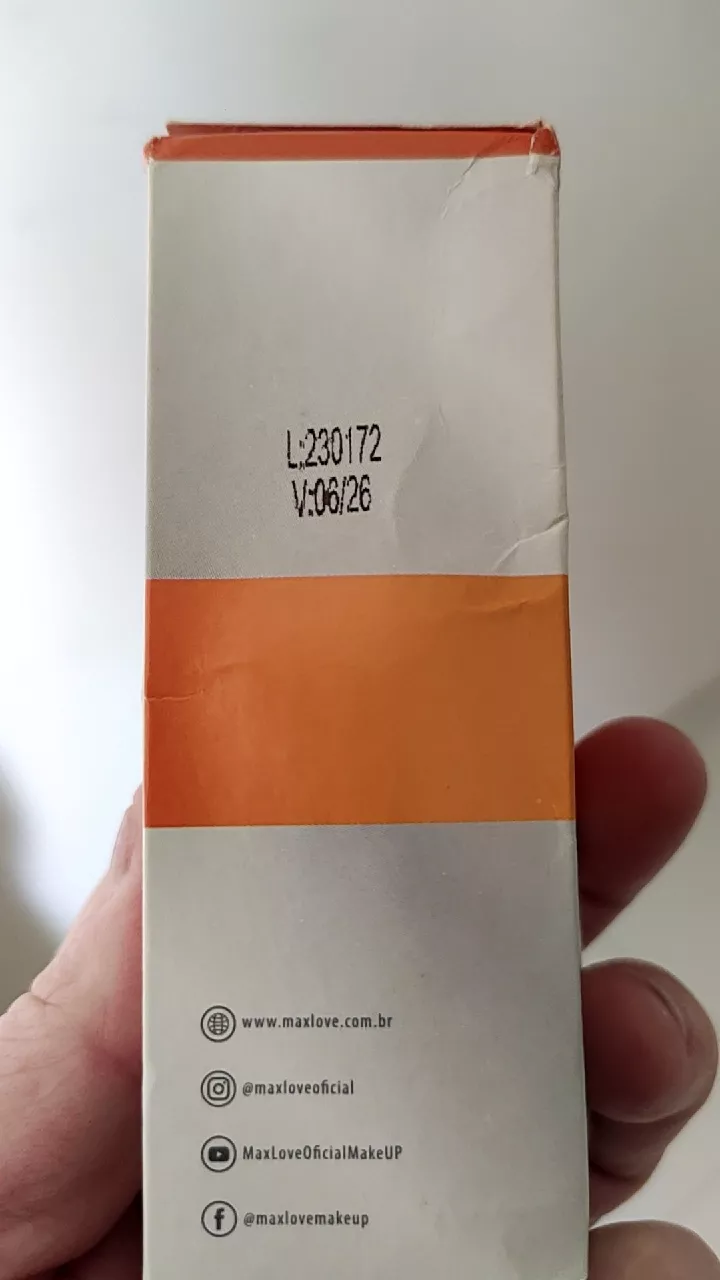 L:230172
V:06/26
www.maxlove.com.br
@maxloveoficial
MaxLoveOficialMakeUP
@maxlovemakeup